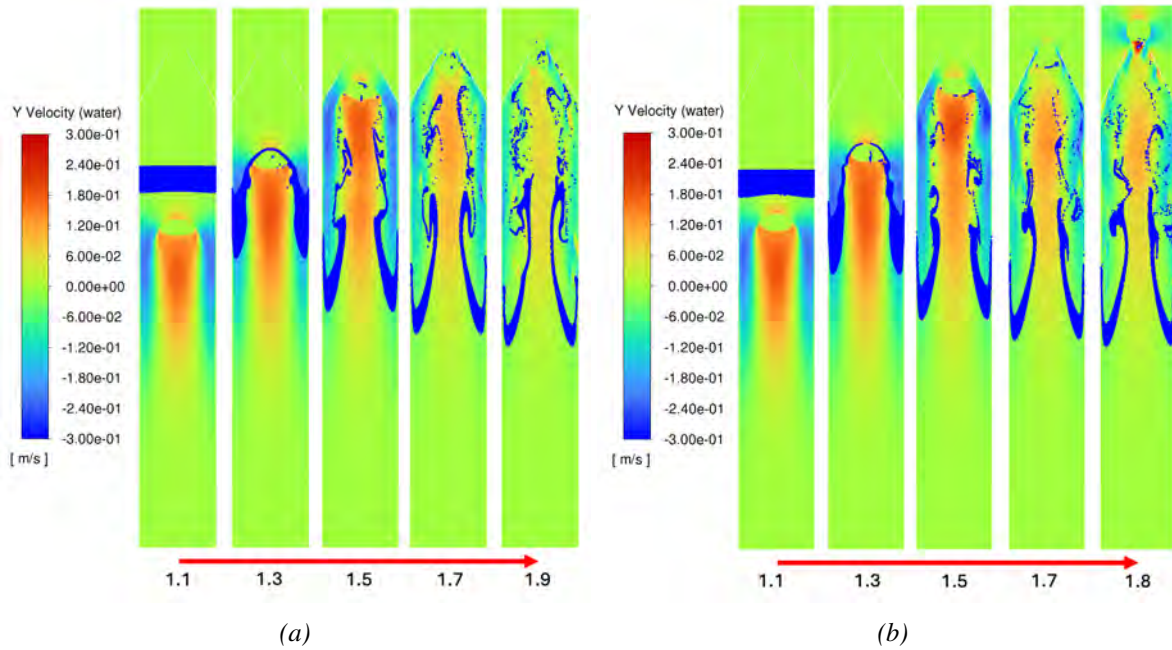 Y Velocity (water)
3.00e-01
2.40e-01
1.80e-01
1.20e-01
6.00e-02
0.00e+00
-6.00e-02
-1.20e-01
-1.80e-01
-2.40e-01
-3.00e-01
[ m/s ]
1.1 1.3 1.5 1.7 1.9
(a)
Y Velocity (water)
3.00e-01
2.40e-01
1.80e-01
1.20e-01
6.00e-02
0.00e+00
-6.00e-02
-1.20e-01
-1.80e-01
-2.40e-01
-3.00e-01
[ m/s ]
1.1 1.3 1.5 1.7 1.8
(b)